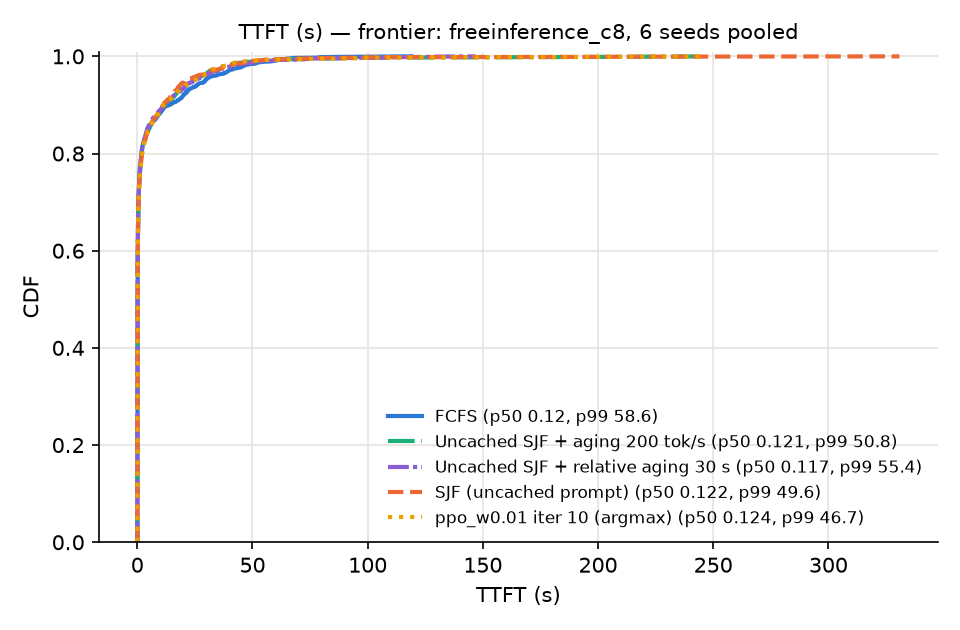 TTFT (s) — frontier: freeinference_c8, 6 seeds pooled
1.0
0.8
0.6
0.4
0.2
0.0
CDF
FCFS (p50 0.12, p99 58.6)
Uncached SJF + aging 200 tok/s (p50 0.121, p99 50.8)
Uncached SJF + relative aging 30 s (p50 0.117, p99 55.4)
SJF (uncached prompt) (p50 0.122, p99 49.6)
ppo_w0.01 iter 10 (argmax) (p50 0.124, p99 46.7)
0 50 100 150 200 250 300
TTFT (s)